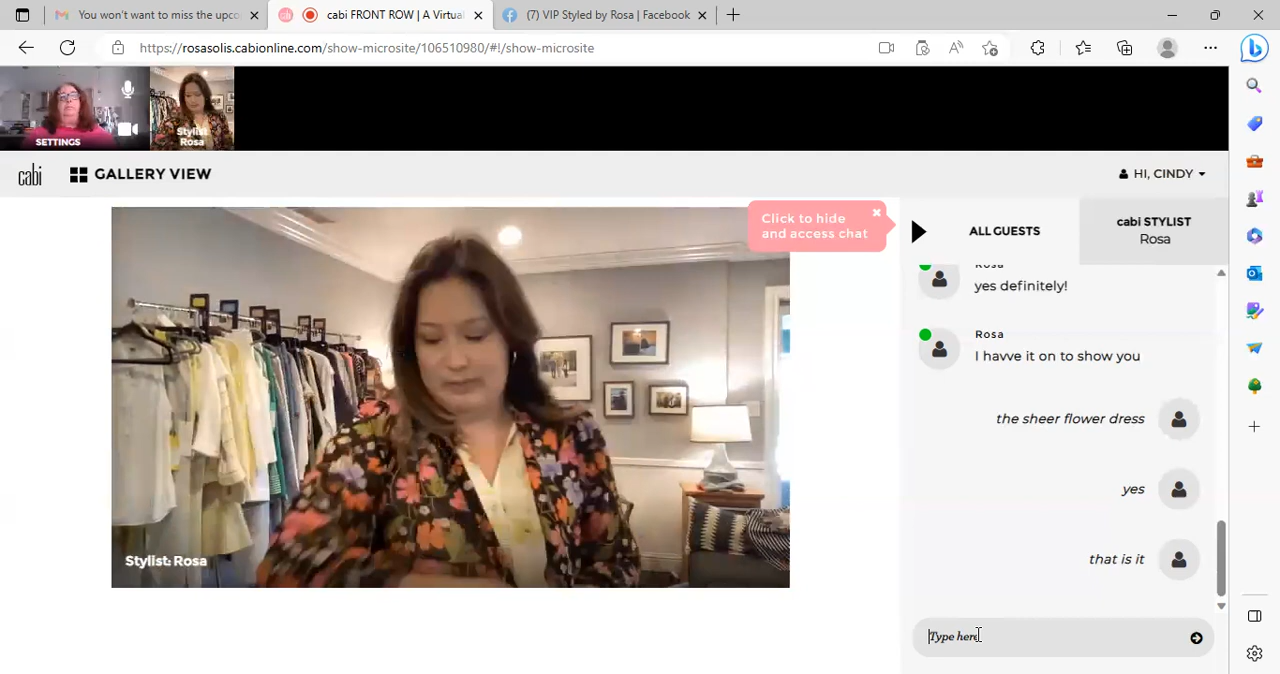 You won't want to miss the upco
cabi FRONT ROW | A Virtual
(7) VIP Styled by Rosa | Facebook
https://rosasolis.cabionline.com/show-microsite/106510980/#!/show-microsite
SETTINGS
Stylist:
Rosa
cabi
GALLERY VIEW
HI, CINDY
Click to hide
and access chat
ALL GUESTS
cabi STYLIST
Rosa
Rosa
yes definitely!
Rosa
I havve it on to show you
the sheer flower dress
yes
that is it
Stylist: Rosa
Type here